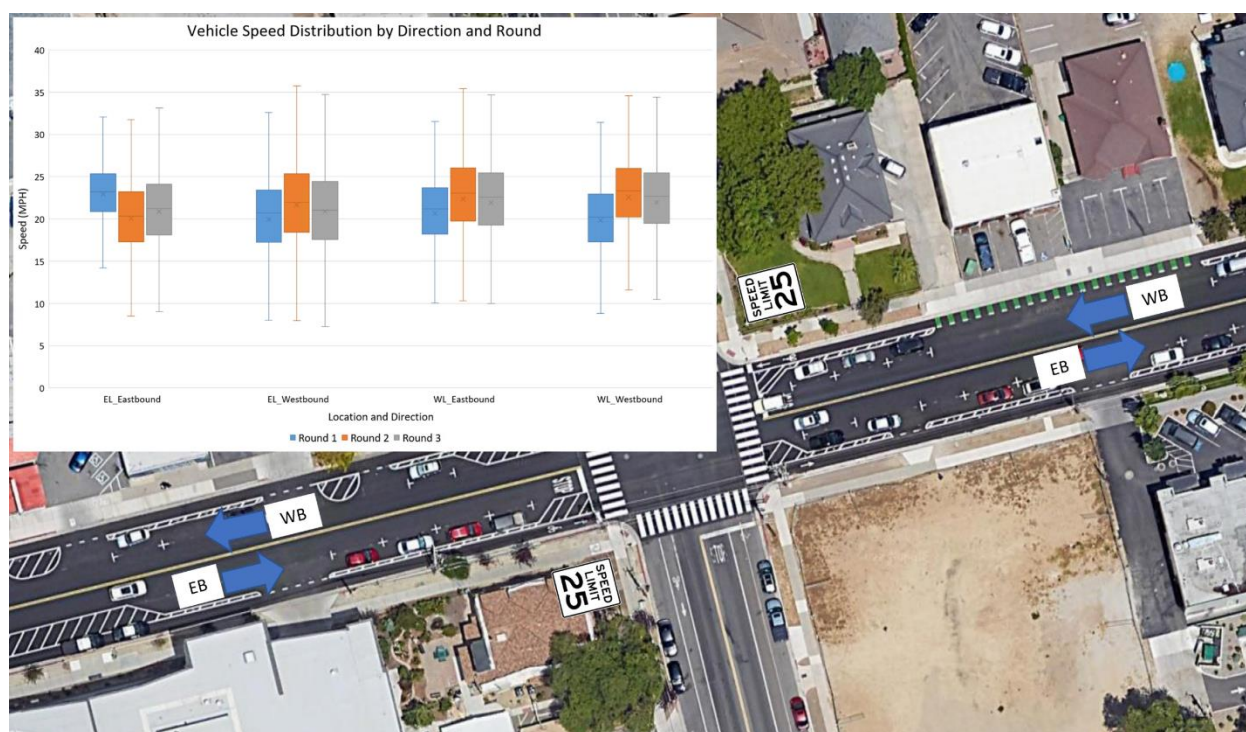 Vehicle Speed Distribution by Direction and Round
40
35
30
25
20
15
10
5
0
Speed (MPH)
EL_Eastbound
EL_Westbound
WL_Eastbound
WL_Westbound
Location and Direction
Round 1
Round 2
Round 3
SPEED
LIMIT
25
WB
EB
WB
EB
STOP
SPEED
LIMIT
25